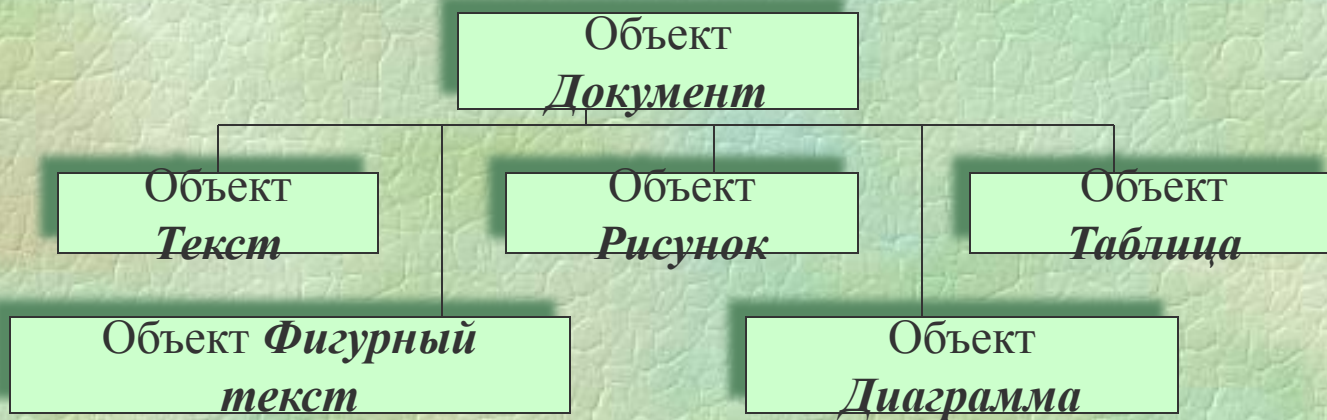 Объект
Документ
Объект
Текст
Объект
Рисунок
Объект
Таблица
Объект Фигурный
текст
Объект
Диаграмма